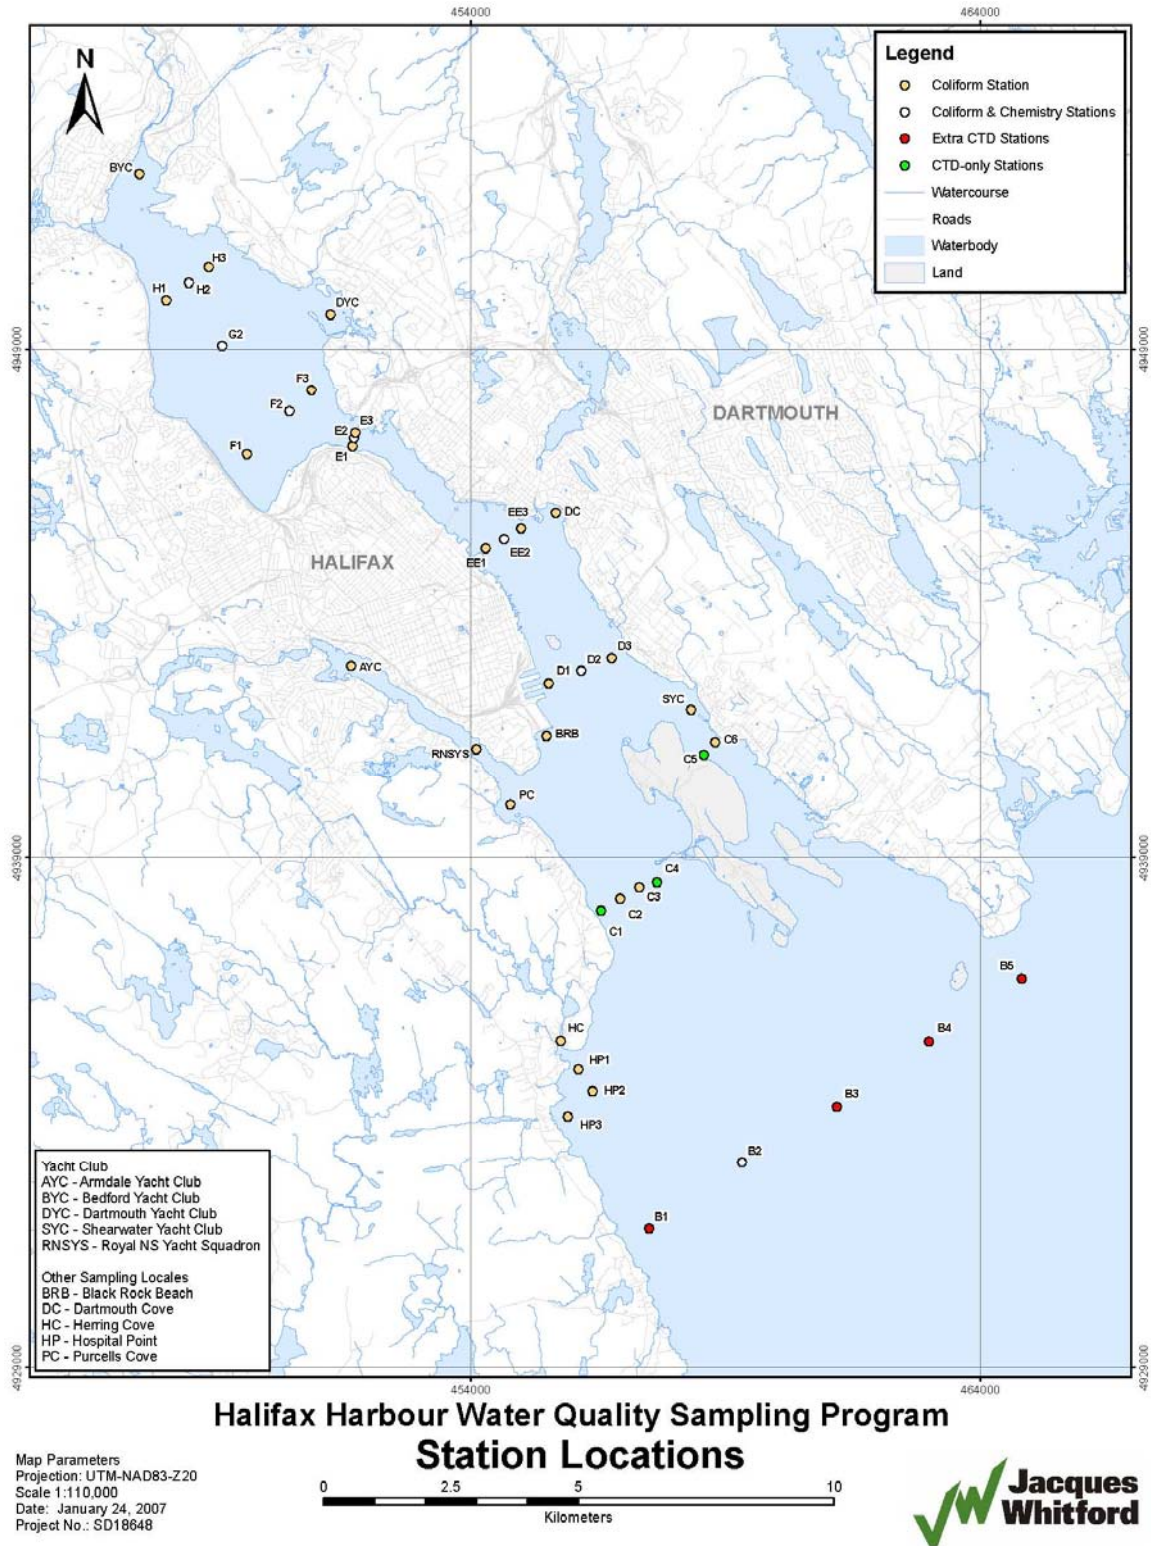 454000
464000
N
Legend
Coliform Station
Coliform & Chemistry Stations
Extra CTD Stations
CTD-only Stations
Watercourse
Roads
Waterbody
Land
BYC
H3
H1
H2
DYC
G2
4949000
4949000
F3
F2
DARTMOUTH
E3
E2
F1
E1
EE3
DC
HALIFAX
EE2
EE1
D3
AYC
D1
D2
SYC
BRB
C6
RNSYS
C5
PC
4939000
4939000
C4
C3
C2
C1
B5
HC
B4
HP1
HP2
B3
HP3
B2
B1
Yacht Club
AYC - Armdale Yacht Club
BYC - Bedford Yacht Club
DYC - Dartmouth Yacht Club
SYC - Shearwater Yacht Club
RNSYS - Royal NS Yacht Squadron
Other Sampling Locales
BRB - Black Rock Beach
DC - Dartmouth Cove
HC - Herring Cove
HP - Hospital Point
PC - Purcells Cove
4929000
4929000
454000
464000
Halifax Harbour Water Quality Sampling Program
Station Locations
Map Parameters
Projection: UTM-NAD83-Z20
Scale 1:110,000
Date: January 24, 2007
Project No.: SD18648
0 2.5 5 10
Kilometers
JW Jacques
Whitford